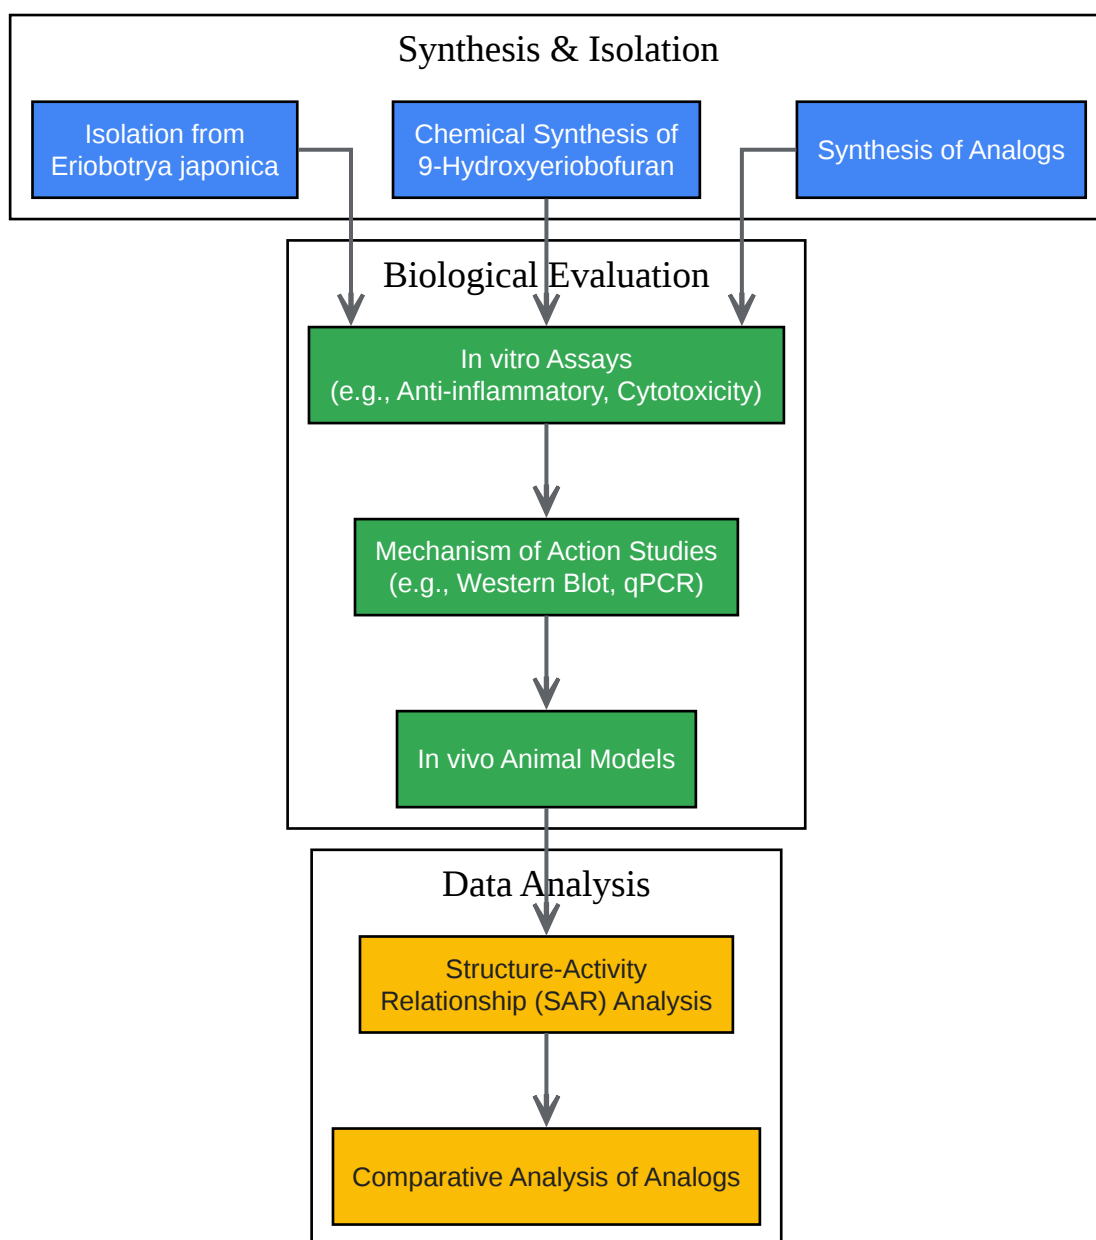 Synthesis & Isolation
Isolation from
Eriobotrya japonica
Chemical Synthesis of
9-Hydroxyeriobofuran
Synthesis of Analogs
Biological Evaluation
In vitro Assays
(e.g., Anti-inflammatory, Cytotoxicity)
Mechanism of Action Studies
(e.g., Western Blot, qPCR)
In vivo Animal Models
Data Analysis
Structure-Activity
Relationship (SAR) Analysis
Comparative Analysis of Analogs